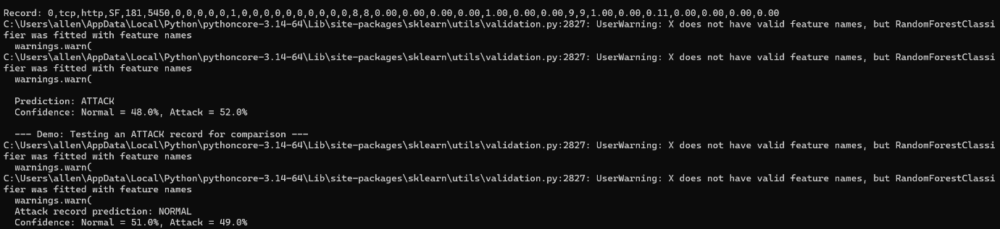 Record: 0,tcp,http,SF,181,5450,0,0,0,0,0,1,0,0,0,0,0,0,0,0,0,0,8,8,0.00,0.00,0.00,0.00,1.00,0.00,0.00,9,9,1.00,0.00,0.11,0.00,0.00,0.00,0.00
C:\Users\allen\AppData\Local\Python\pythoncore-3.14-64\Lib\site-packages\sklearn\utils\validation.py:2827: UserWarning: X does not have valid feature names, but RandomForestClassi
fier was fitted with feature names
  warnings.warn(
C:\Users\allen\AppData\Local\Python\pythoncore-3.14-64\Lib\site-packages\sklearn\utils\validation.py:2827: UserWarning: X does not have valid feature names, but RandomForestClassi
fier was fitted with feature names
  warnings.warn(
  Prediction: ATTACK
  Confidence: Normal = 48.0%, Attack = 52.0%
  --- Demo: Testing an ATTACK record for comparison ---
C:\Users\allen\AppData\Local\Python\pythoncore-3.14-64\Lib\site-packages\sklearn\utils\validation.py:2827: UserWarning: X does not have valid feature names, but RandomForestClassi
fier was fitted with feature names
  warnings.warn(
C:\Users\allen\AppData\Local\Python\pythoncore-3.14-64\Lib\site-packages\sklearn\utils\validation.py:2827: UserWarning: X does not have valid feature names, but RandomForestClassi
fier was fitted with feature names
  warnings.warn(
  Attack record prediction: NORMAL
  Confidence: Normal = 51.0%, Attack = 49.0%